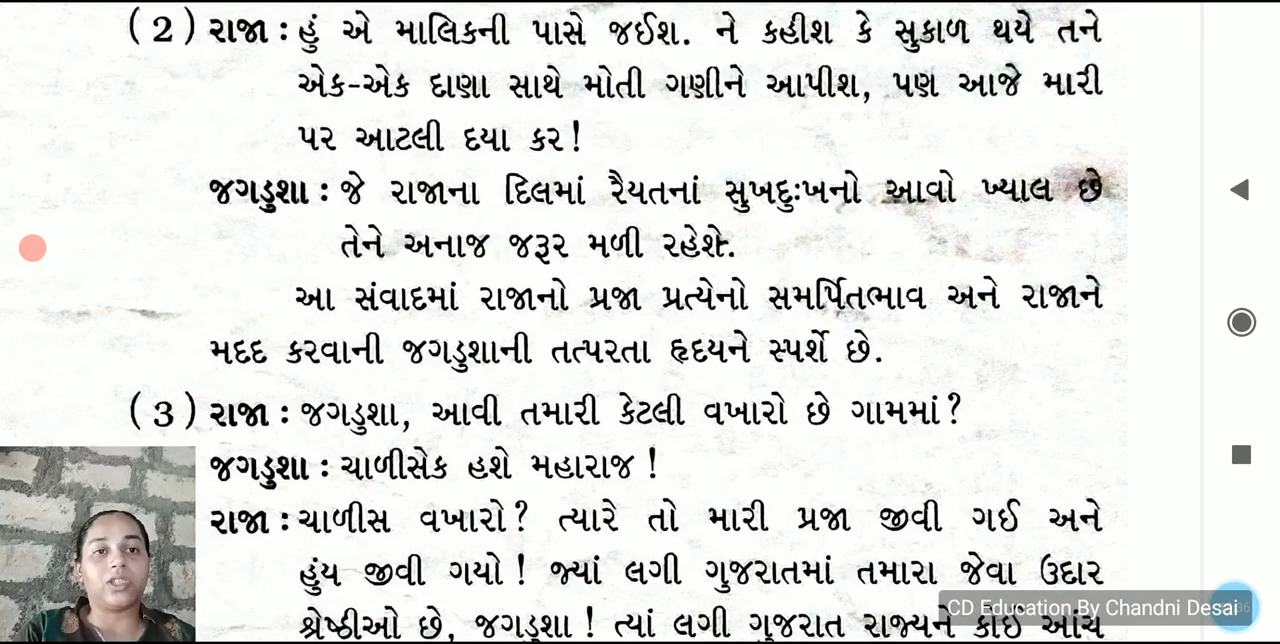 (2) રાજા : હું એ માલિકની પાસે જઈશ. ને કહીશ કે સુકાળ થયે તને
એક-એક દાણા સાથે મોતી ગણીને આપીશ, પણ આજે મારી
પર આટલી દયા કર !
જગડુશા : જે રાજાના દિલમાં રૈયતનાં સુખદુઃખનો આવો ખ્યાલ છે
તેને અનાજ જરૂર મળી રહેશે.
આ સંવાદમાં રાજાનો પ્રજા પ્રત્યેનો સમર્પિતભાવ અને રાજાને
મદદ કરવાની જગડુશાની તત્પરતા હૃદયને સ્પર્શે છે.
(3) રાજા : જગડુશા, આવી તમારી કેટલી વખારો છે ગામમાં ?
જગડુશા : ચાળીસેક હશે મહારાજ !
રાજા : ચાળીસ વખારો ? ત્યારે તો મારી પ્રજા જીવી ગઈ અને
હુંય જીવી ગયો ! જ્યાં લગી ગુજરાતમાં તમારા જેવા ઉદાર
શ્રેષ્ઠીઓ છે, જગડુશા ! ત્યાં લગી ગુજરાત રાજ્યને કોઈ આંચ
CD Education By Chandni Desai